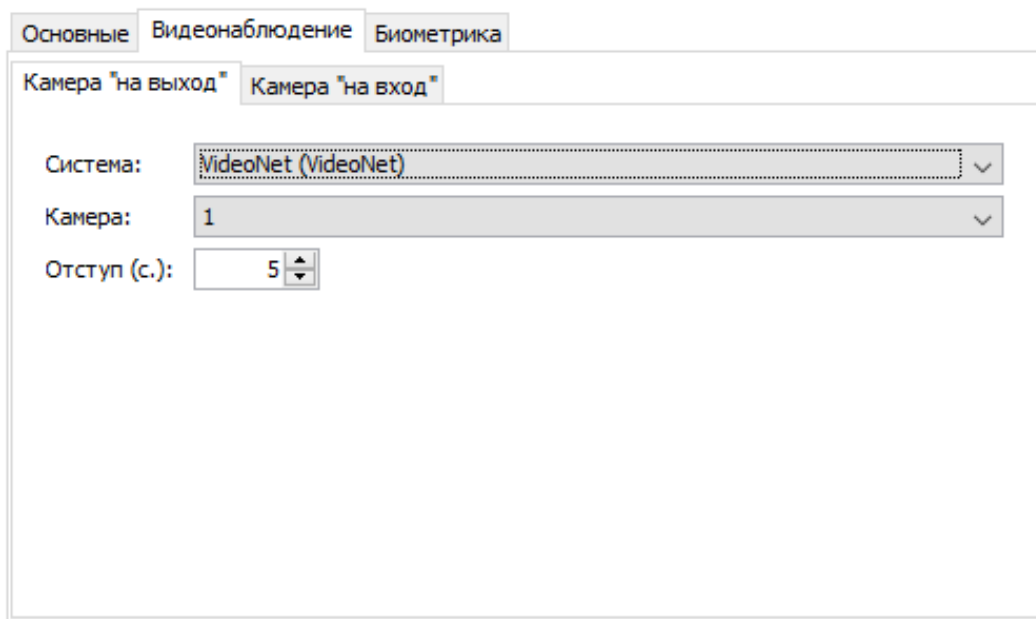 Основные Видеонаблюдение Биометрика
Камера "на выход" Камера "на вход"
Система: VideoNet (VideoNet)
Камера: 1
Отступ (с.): 5